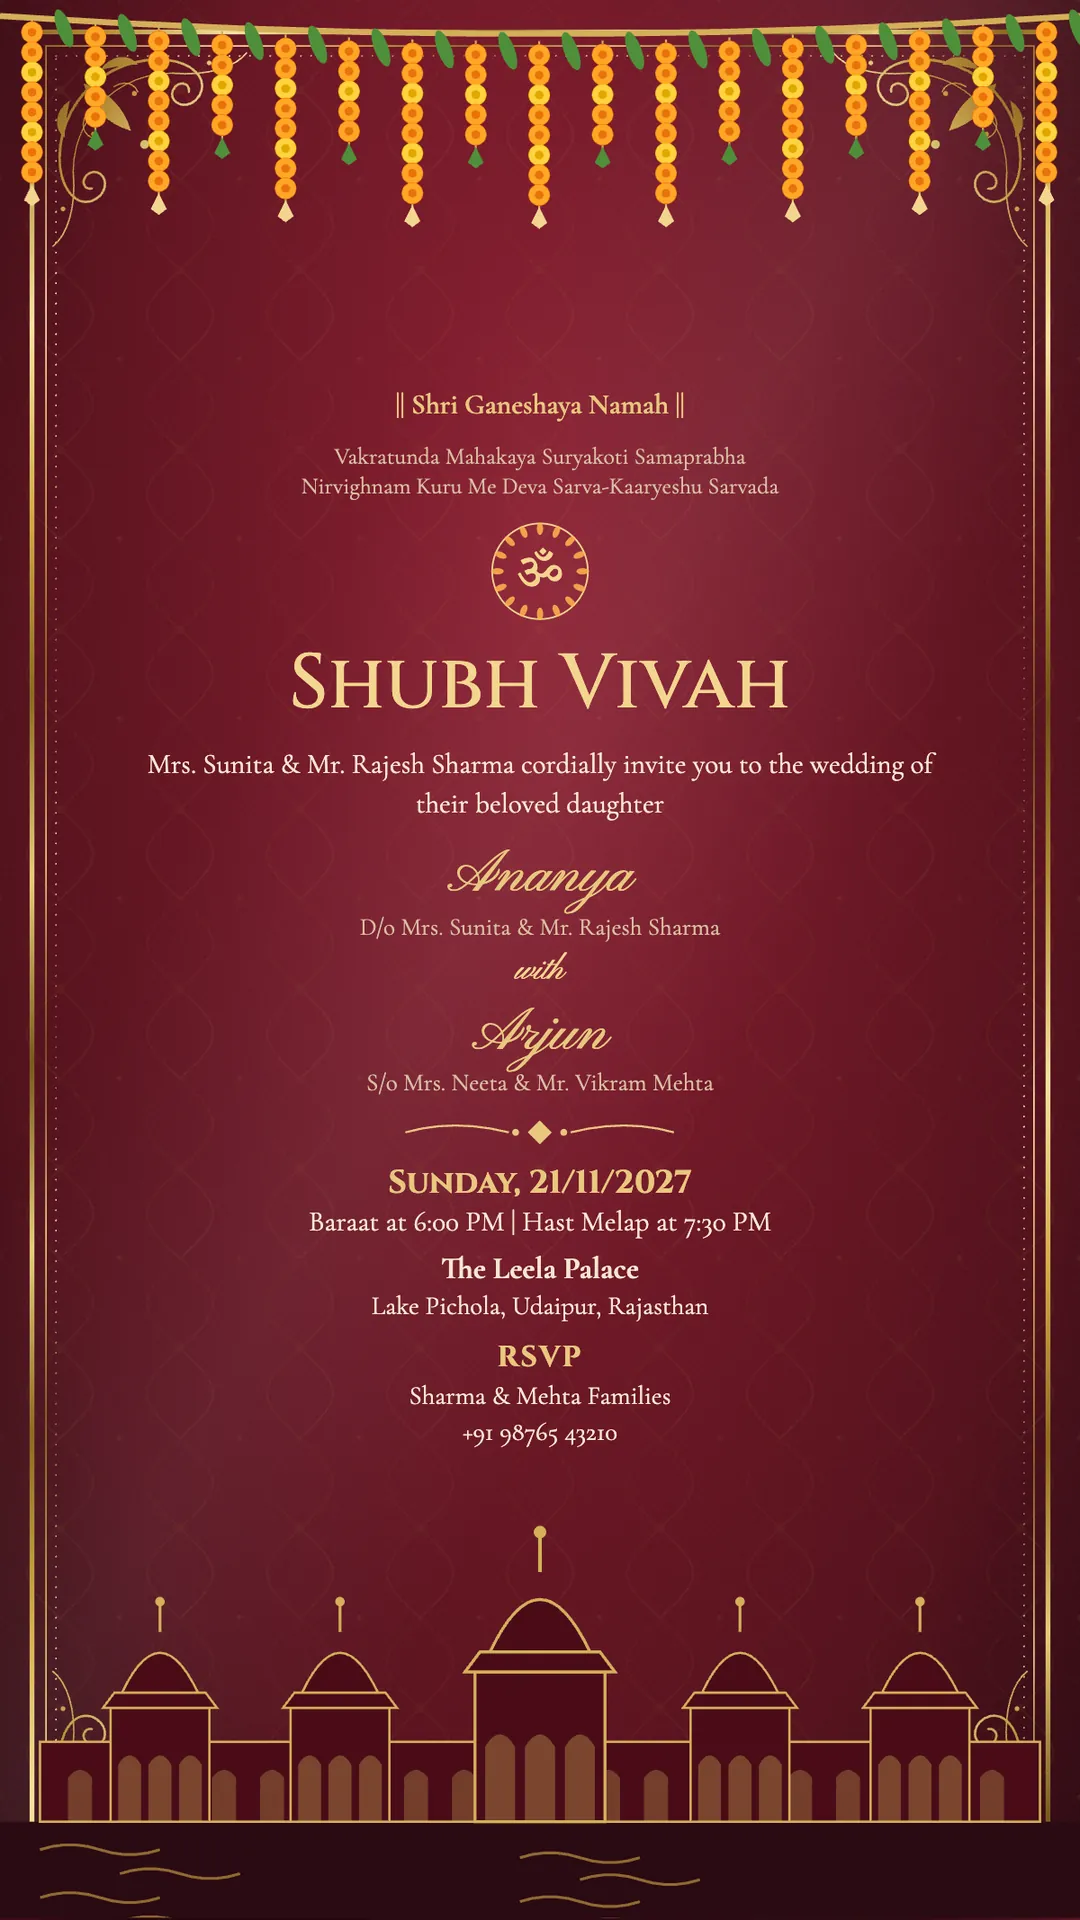 || Shri Ganeshaya Namah ||
Vakratunda Mahakaya Suryakoti Samaprabha
Nirvighnam Kuru Me Deva Sarva-Kaaryeshu Sarvada
ॐ
Shubh Vivah
Mrs. Sunita & Mr. Rajesh Sharma cordially invite you to the wedding of
their beloved daughter
Ananya
D/o Mrs. Sunita & Mr. Rajesh Sharma
with
Arjun
S/o Mrs. Neeta & Mr. Vikram Mehta
Sunday, 21/11/2027
Baraat at 6:00 PM | Hast Melap at 7:30 PM
The Leela Palace
Lake Pichola, Udaipur, Rajasthan
RSVP
Sharma & Mehta Families
+91 98765 43210